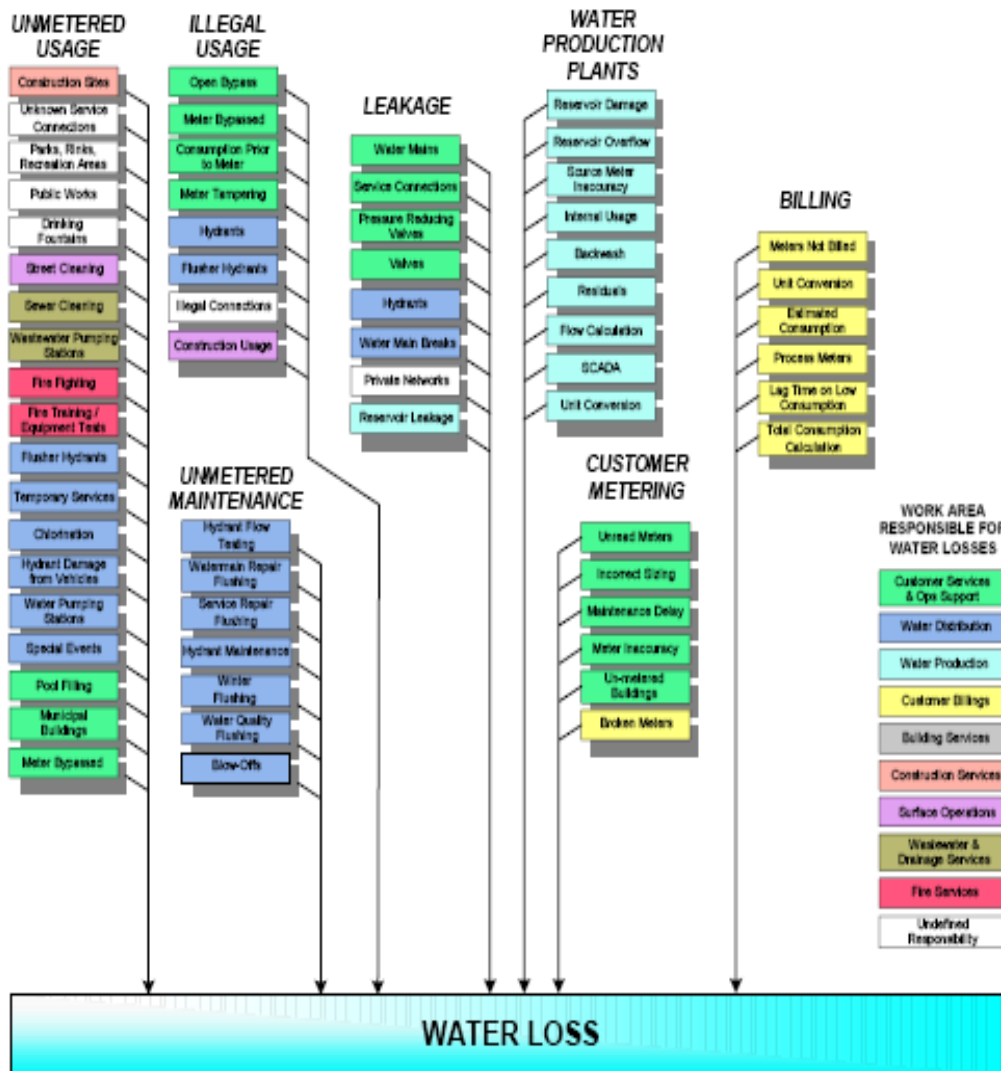 UNMETERED
USAGE
Construction Sites
Unknown Service
Connections
Parks, Rinks,
Recreation Areas
Public Works
Drinking
Fountains
Street Cleaning
Sewer Cleaning
Wastewater Pumping
Stations
Fire Fighting
Fire Training /
Equipment Tests
Flusher Hydrants
Temporary Services
Chlorination
Hydrant Damage
from Vehicles
Water Pumping
Stations
Special Events
Pool Filling
Municipal
Buildings
Meter Bypassed
ILLEGAL
USAGE
Open Bypass
Meter Bypassed
Consumption Prior
to Meter
Meter Tampering
Hydrants
Flusher Hydrants
Illegal Connections
Construction Usage
UNMETERED
MAINTENANCE
Hydrant Flow
Testing
Watermain Repair
Flushing
Service Repair
Flushing
Hydrant Maintenance
Winter
Flushing
Water Quality
Flushing
Blow-Offs
LEAKAGE
Water Mains
Service Connections
Pressure Reducing
Valves
Valves
Hydrants
Water Main Breaks
Private Networks
Reservoir Leakage
WATER
PRODUCTION
PLANTS
Reservoir Damage
Reservoir Overflow
Source Meter
Inaccuracy
Internal Usage
Backwash
Residuals
Flow Calculation
SCADA
Unit Conversion
CUSTOMER
METERING
Unread Meters
Incorrect Sizing
Maintenance Delay
Meter Inaccuracy
Un-metered
Buildings
Broken Meters
BILLING
Meters Not Billed
Unit Conversion
Estimated
Consumption
Process Meters
Lag Time on Low
Consumption
Total Consumption
Calculation
WORK AREA
RESPONSIBLE FOR
WATER LOSSES
Customer Services
& Ops Support
Water Distribution
Water Production
Customer Billings
Building Services
Construction Services
Surface Operations
Wastewater &
Drainage Services
Fire Services
Undefined
Responsibility
WATER LOSS